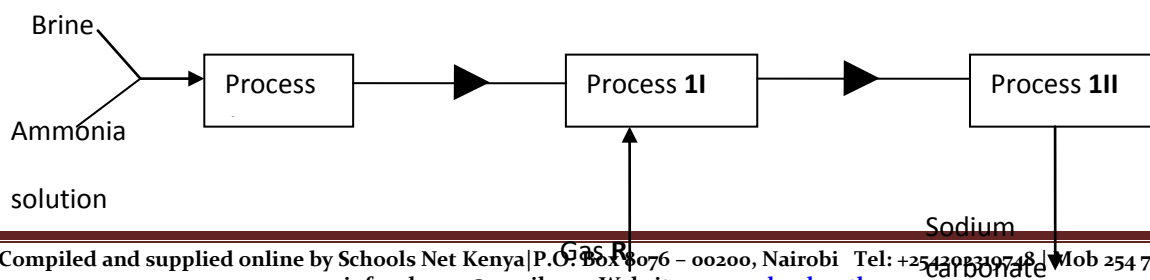 Brine
Process
Process 1I
Process 1II
Ammonia
solution
Sodium
Gas R
carbonate
Compiled and supplied online by Schools Net Kenya|P.O. Box 8076 – 00200, Nairobi Tel: +254202319748 | Mob 254 7